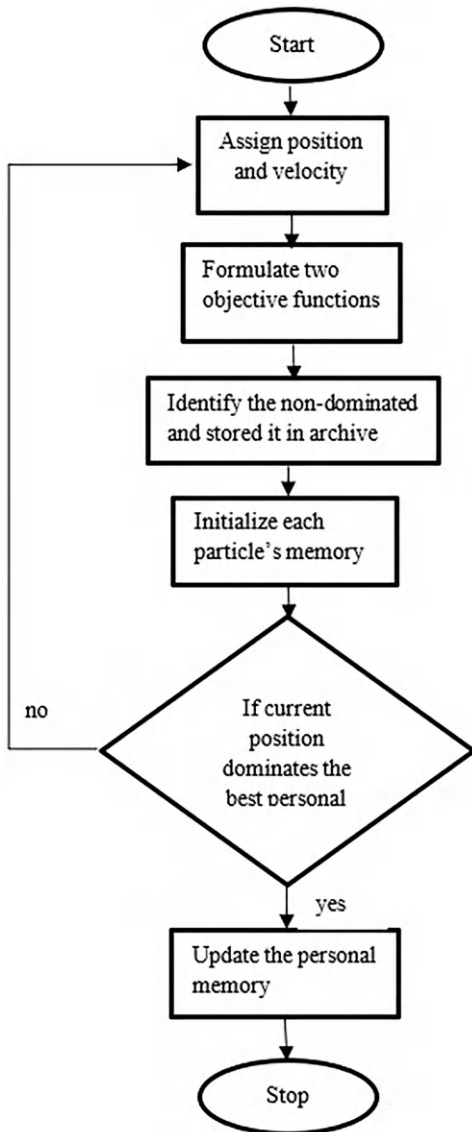 Start
Assign position
and velocity
Formulate two
objective functions
Identify the non-dominated
and stored it in archive
Initialize each
particle’s memory
If current
position
dominates the
best personal
no
yes
Update the personal
memory
Stop